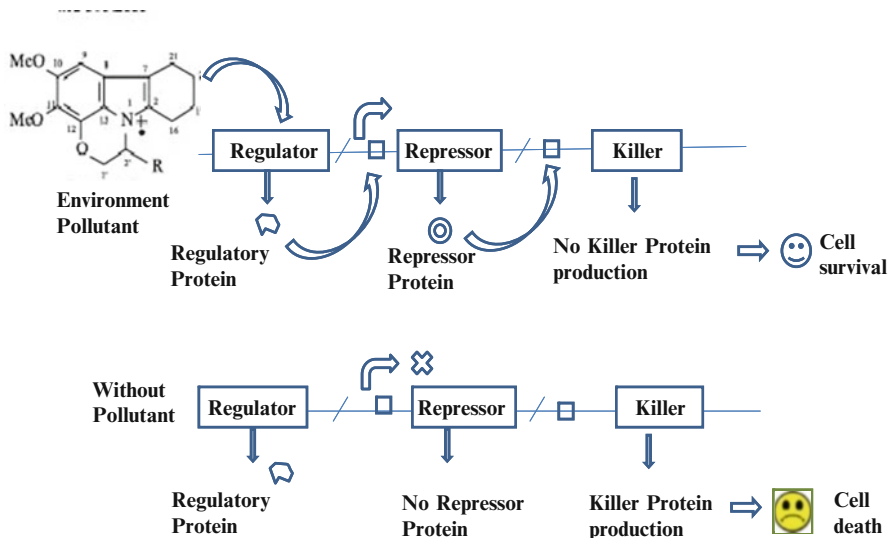 MeO
10
9
8
7
21
MeO
11
12
13
N
1
2
16
O
1'
2'
R
Environment
Pollutant
Regulator
Repressor
Killer
Regulatory
Protein
Repressor
Protein
No Killer Protein
production
Cell
survival
Without
Pollutant
Regulator
Repressor
Killer
Regulatory
Protein
No Repressor
Protein
Killer Protein
production
Cell
death